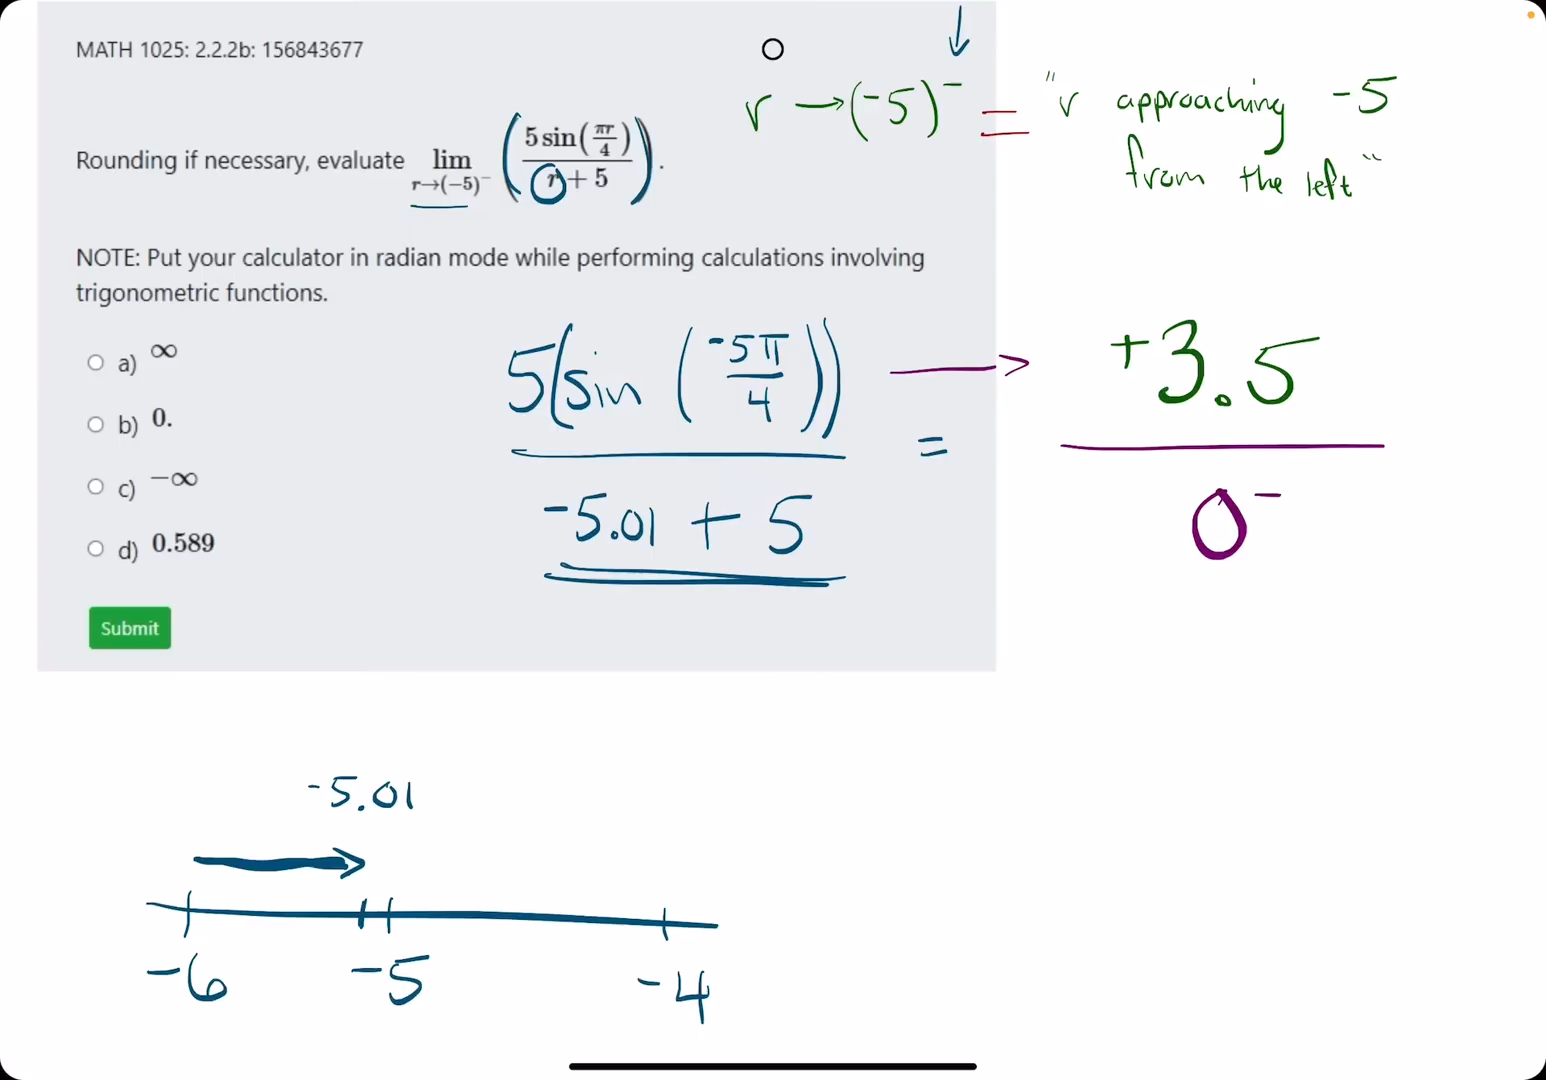 MATH 1025: 2.2.2b: 156843677
r → (-5)⁻ = "r approaching -5
from the left"
Rounding if necessary, evaluate lim r→(−5)⁻ (5 sin(πr/4) / r + 5).
NOTE: Put your calculator in radian mode while performing calculations involving
trigonometric functions.
a) ∞
b) 0.
c) −∞
d) 0.589
Submit
5(sin(-5π/4))
-5.01 + 5
=
+3.5
0⁻
-5.01
-6 -5 -4